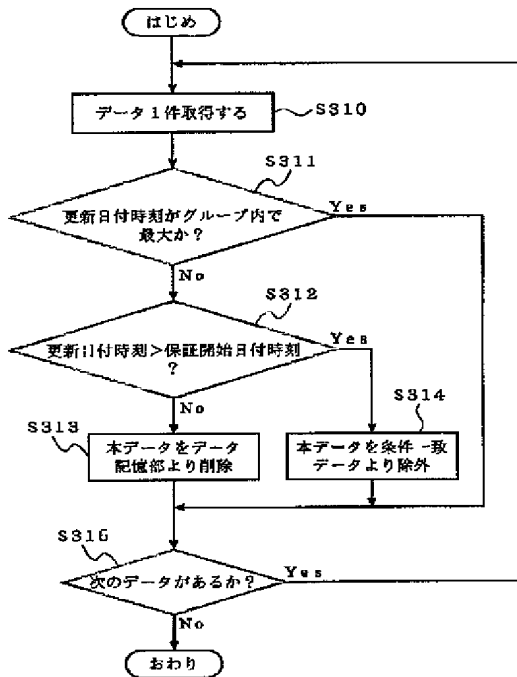 はじめ
データ1件取得する
S310
S311
更新日付時刻がグループ内で
最大か?
Yes
No
S312
更新日付時刻>保証開始日付時刻
?
Yes
No
S313
本データをデータ
記憶部より削除
S314
本データを条件一致
データより除外
S315
次のデータがあるか?
Yes
No
おわり